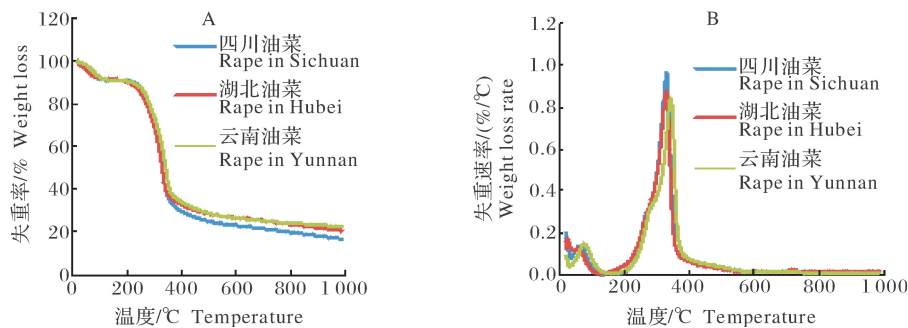 A
120
100
80
60
40
20
0
失重率/% Weight loss
四川油菜
Rape in Sichuan
湖北油菜
Rape in Hubei
云南油菜
Rape in Yunnan
0 200 400 600 800 1 000
温度/℃ Temperature
B
1.4
1.2
1.0
0.8
0.6
0.4
0.2
0.0
失重速率/(%/℃)
Weight loss rate
四川油菜
Rape in Sichuan
湖北油菜
Rape in Hubei
云南油菜
Rape in Yunnan
0 200 400 600 800 1 000
温度/℃ Temperature